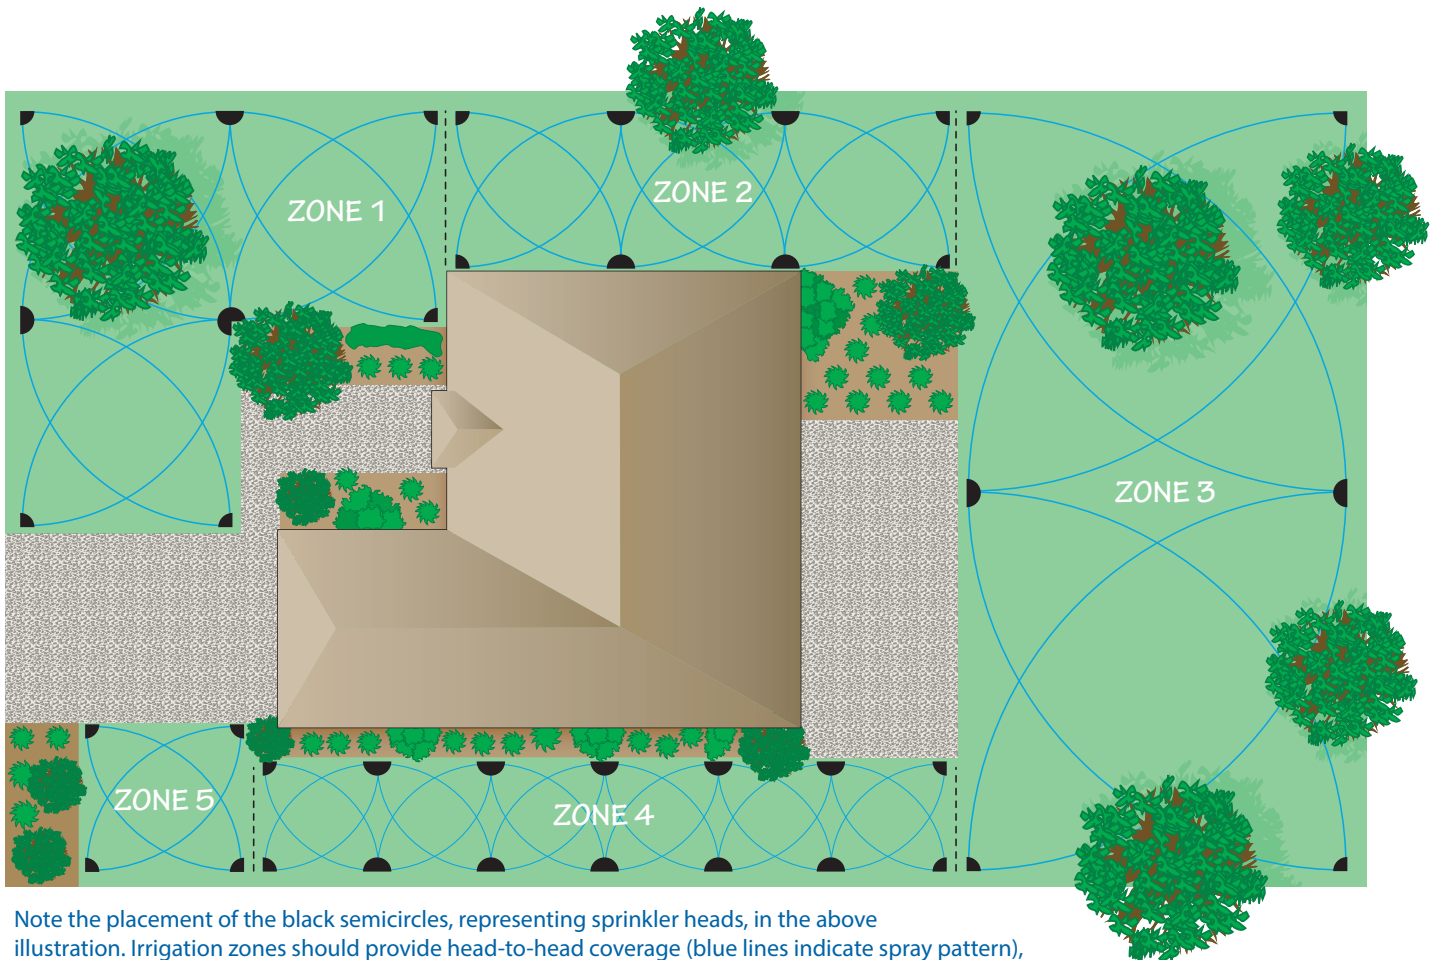 ZONE 1
ZONE 2
ZONE 3
ZONE 5
ZONE 4
Note the placement of the black semicircles, representing sprinkler heads, in the above
illustration. Irrigation zones should provide head-to-head coverage (blue lines indicate spray pattern),